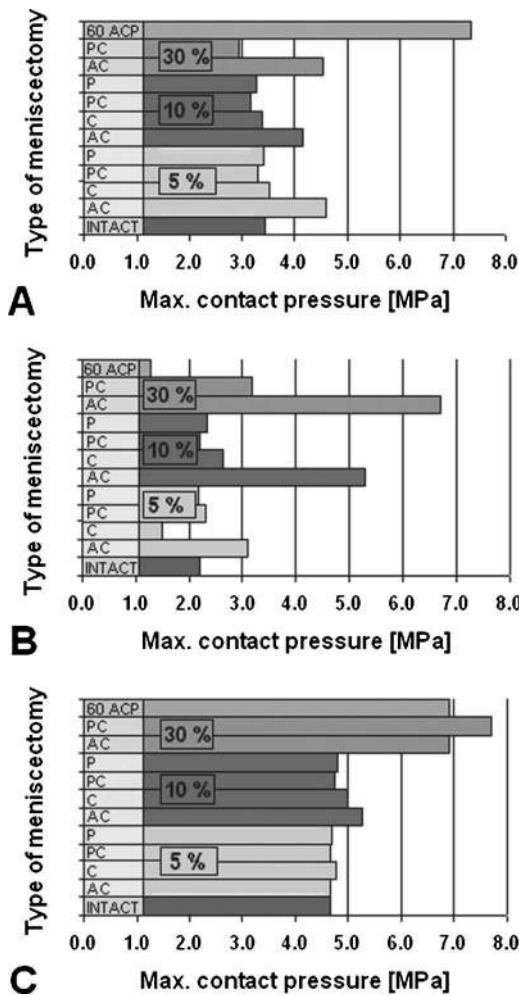 Type of meniscectomy
60 ACP
PC
30 %
AC
P
PC
10 %
C
AC
P
PC
5 %
C
AC
INTACT
0.0 1.0 2.0 3.0 4.0 5.0 6.0 7.0 8.0
A
Max. contact pressure [MPa]
Type of meniscectomy
60 ACP
PC
30 %
AC
P
PC
10 %
C
AC
P
5 %
PC
C
AC
INTACT
0.0 1.0 2.0 3.0 4.0 5.0 6.0 7.0 8.0
B
Max. contact pressure [MPa]
Type of meniscectomy
60 ACP
PC
30 %
AC
P
PC
10 %
C
AC
P
PC
5 %
C
AC
INTACT
0.0 1.0 2.0 3.0 4.0 5.0 6.0 7.0 8.0
C
Max. contact pressure [MPa]